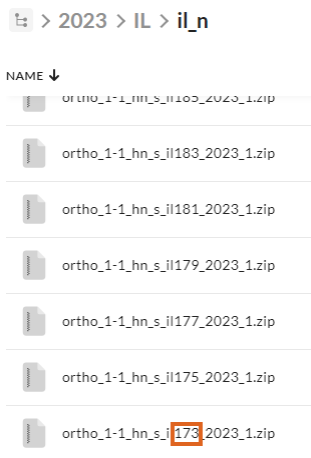 > 2023 > IL > il_n
NAME ↓
ortho_1-1_hn_s_il185_2023_1.zip
ortho_1-1_hn_s_il183_2023_1.zip
ortho_1-1_hn_s_il181_2023_1.zip
ortho_1-1_hn_s_il179_2023_1.zip
ortho_1-1_hn_s_il177_2023_1.zip
ortho_1-1_hn_s_il175_2023_1.zip
ortho_1-1_hn_s_il173_2023_1.zip